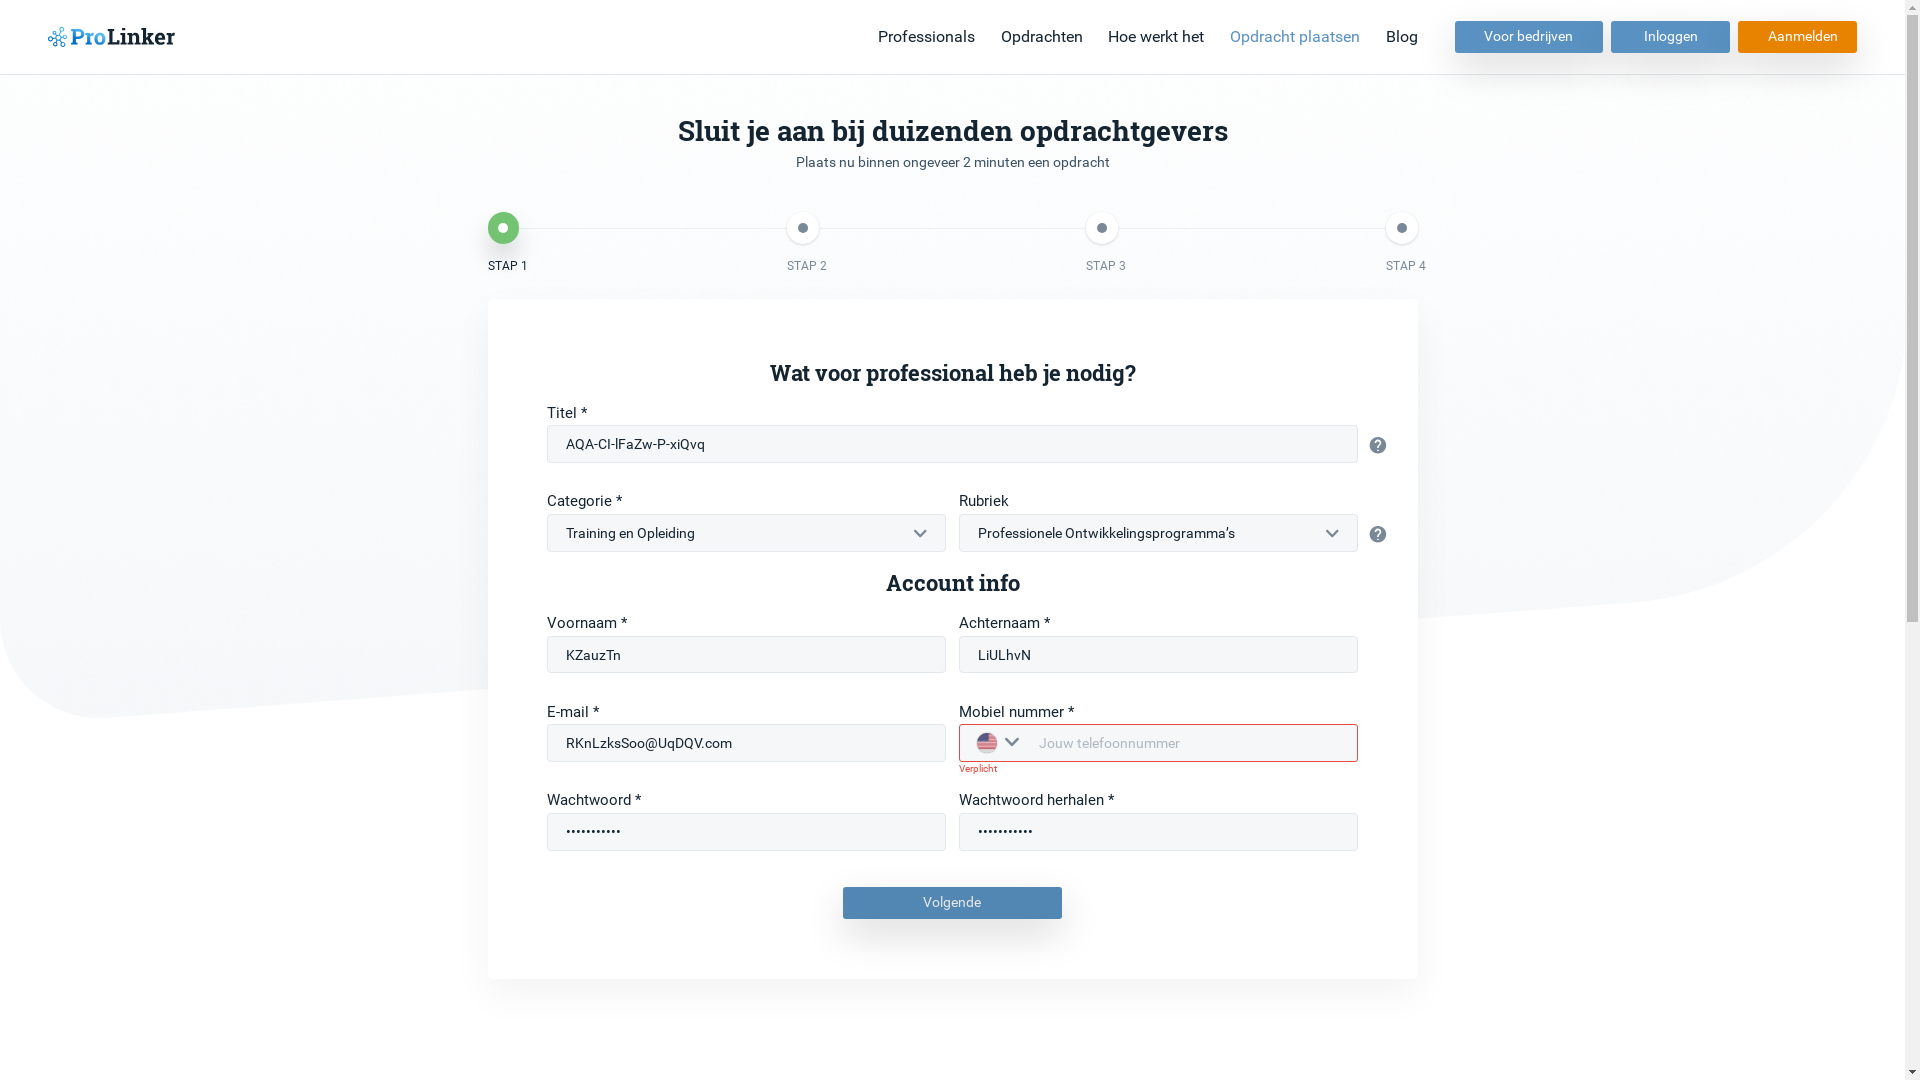 ProLinker
Professionals Opdrachten Hoe werkt het Opdracht plaatsen Blog Voor bedrijven Inloggen Aanmelden
Sluit je aan bij duizenden opdrachtgevers
Plaats nu binnen ongeveer 2 minuten een opdracht
STAP 1 STAP 2 STAP 3 STAP 4
Wat voor professional heb je nodig?
Titel *
AQA-CI-lFaZw-P-xiQvq
Categorie * Rubriek
Training en Opleiding Professionele Ontwikkelingsprogramma’s
Account info
Voornaam * Achternaam *
KZauzTn LiULhvN
E-mail * Mobiel nummer *
RKnLzksSoo@UqDQV.com Jouw telefoonnummer
Verplicht
Wachtwoord * Wachtwoord herhalen *
••••••••••• •••••••••••
Volgende